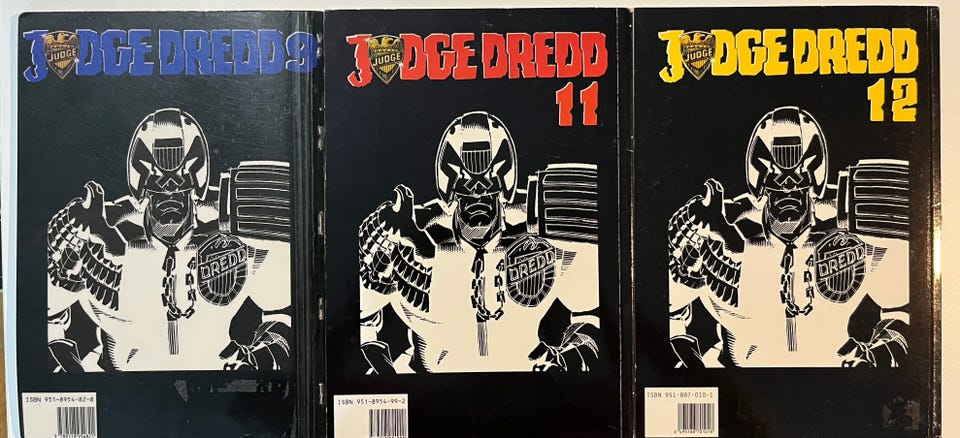 JUDGE DREDD 9
JUDGE
DREDD
ISBN 951-8954-82-8
JUDGE DREDD
JUDGE
11
DREDD
ISBN 951-8954-99-2
JUDGE DREDD
JUDGE
12
DREDD
ISBN 951-887-010-1